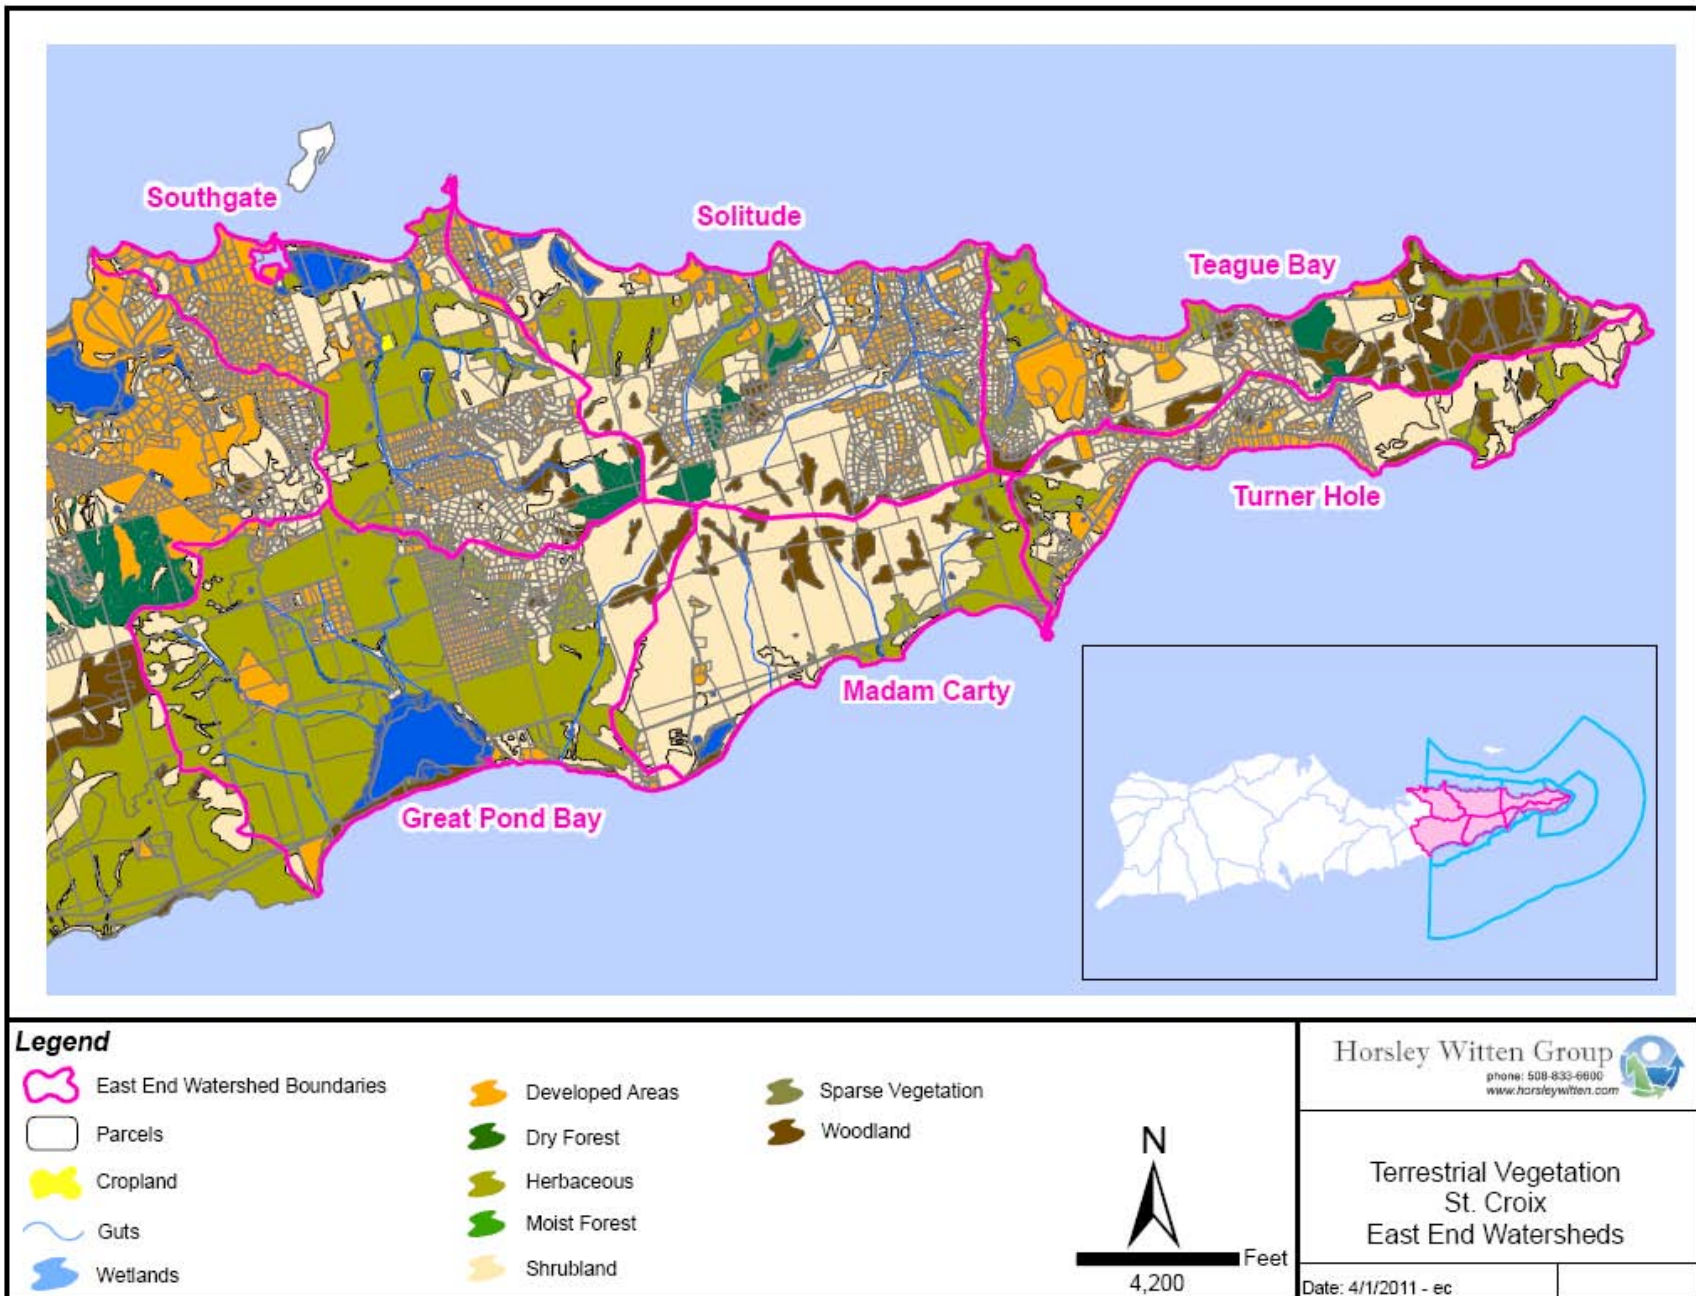 Southgate
Solitude
Teague Bay
Turner Hole
Madam Carty
Great Pond Bay
Legend
East End Watershed Boundaries
Parcels
Cropland
Guts
Wetlands
Developed Areas
Dry Forest
Herbaceous
Moist Forest
Shrubland
Sparse Vegetation
Woodland
N
Feet
4,200
Horsley Witten Group
phone: 508-833-6600
www.horsleywitten.com
Terrestrial Vegetation
St. Croix
East End Watersheds
Date: 4/1/2011 - ec